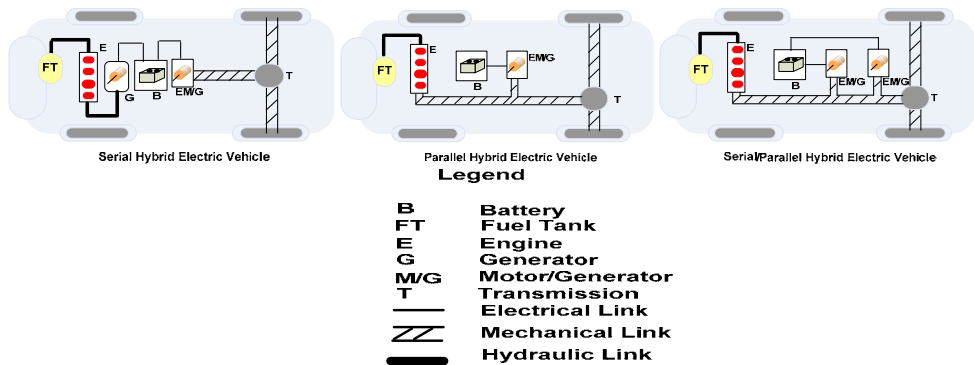 E
FT
G
B
EM/G
T
Serial Hybrid Electric Vehicle
E
FT
B
EM/G
T
Parallel Hybrid Electric Vehicle
E
FT
B
EM/G
EM/G
T
Serial/Parallel Hybrid Electric Vehicle
Legend
B Battery
FT Fuel Tank
E Engine
G Generator
M/G Motor/Generator
T Transmission
Electrical Link
Mechanical Link
Hydraulic Link